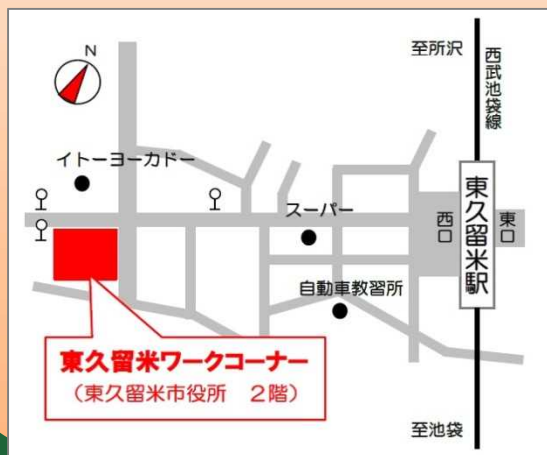 N
至所沢
西武池袋線
イトーヨーカドー
スーパー
西口
東久留米駅
東口
自動車教習所
東久留米ワークコーナー
（東久留米市役所　２階）
至池袋